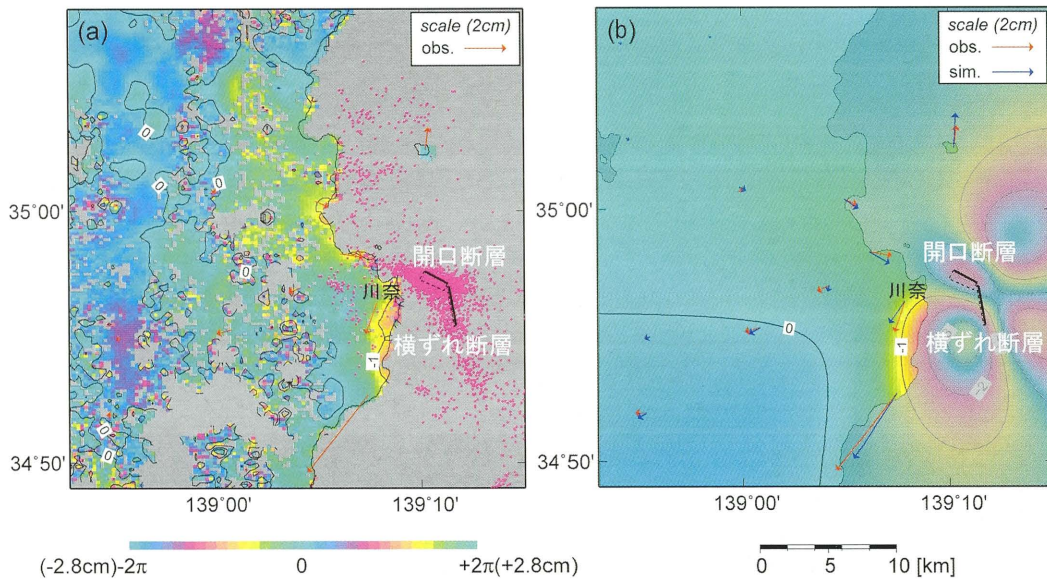 (a)
scale (2cm)
obs.
0
0
0
0
0
0
-1
開口断層
川奈
横ずれ断層
35°00'
34°50'
139°00'
139°10'
(b)
scale (2cm)
obs.
sim.
0
-1
-2
開口断層
川奈
横ずれ断層
35°00'
34°50'
139°00'
139°10'
(-2.8cm)-2π 0 +2π(+2.8cm)
0 5 10 [km]